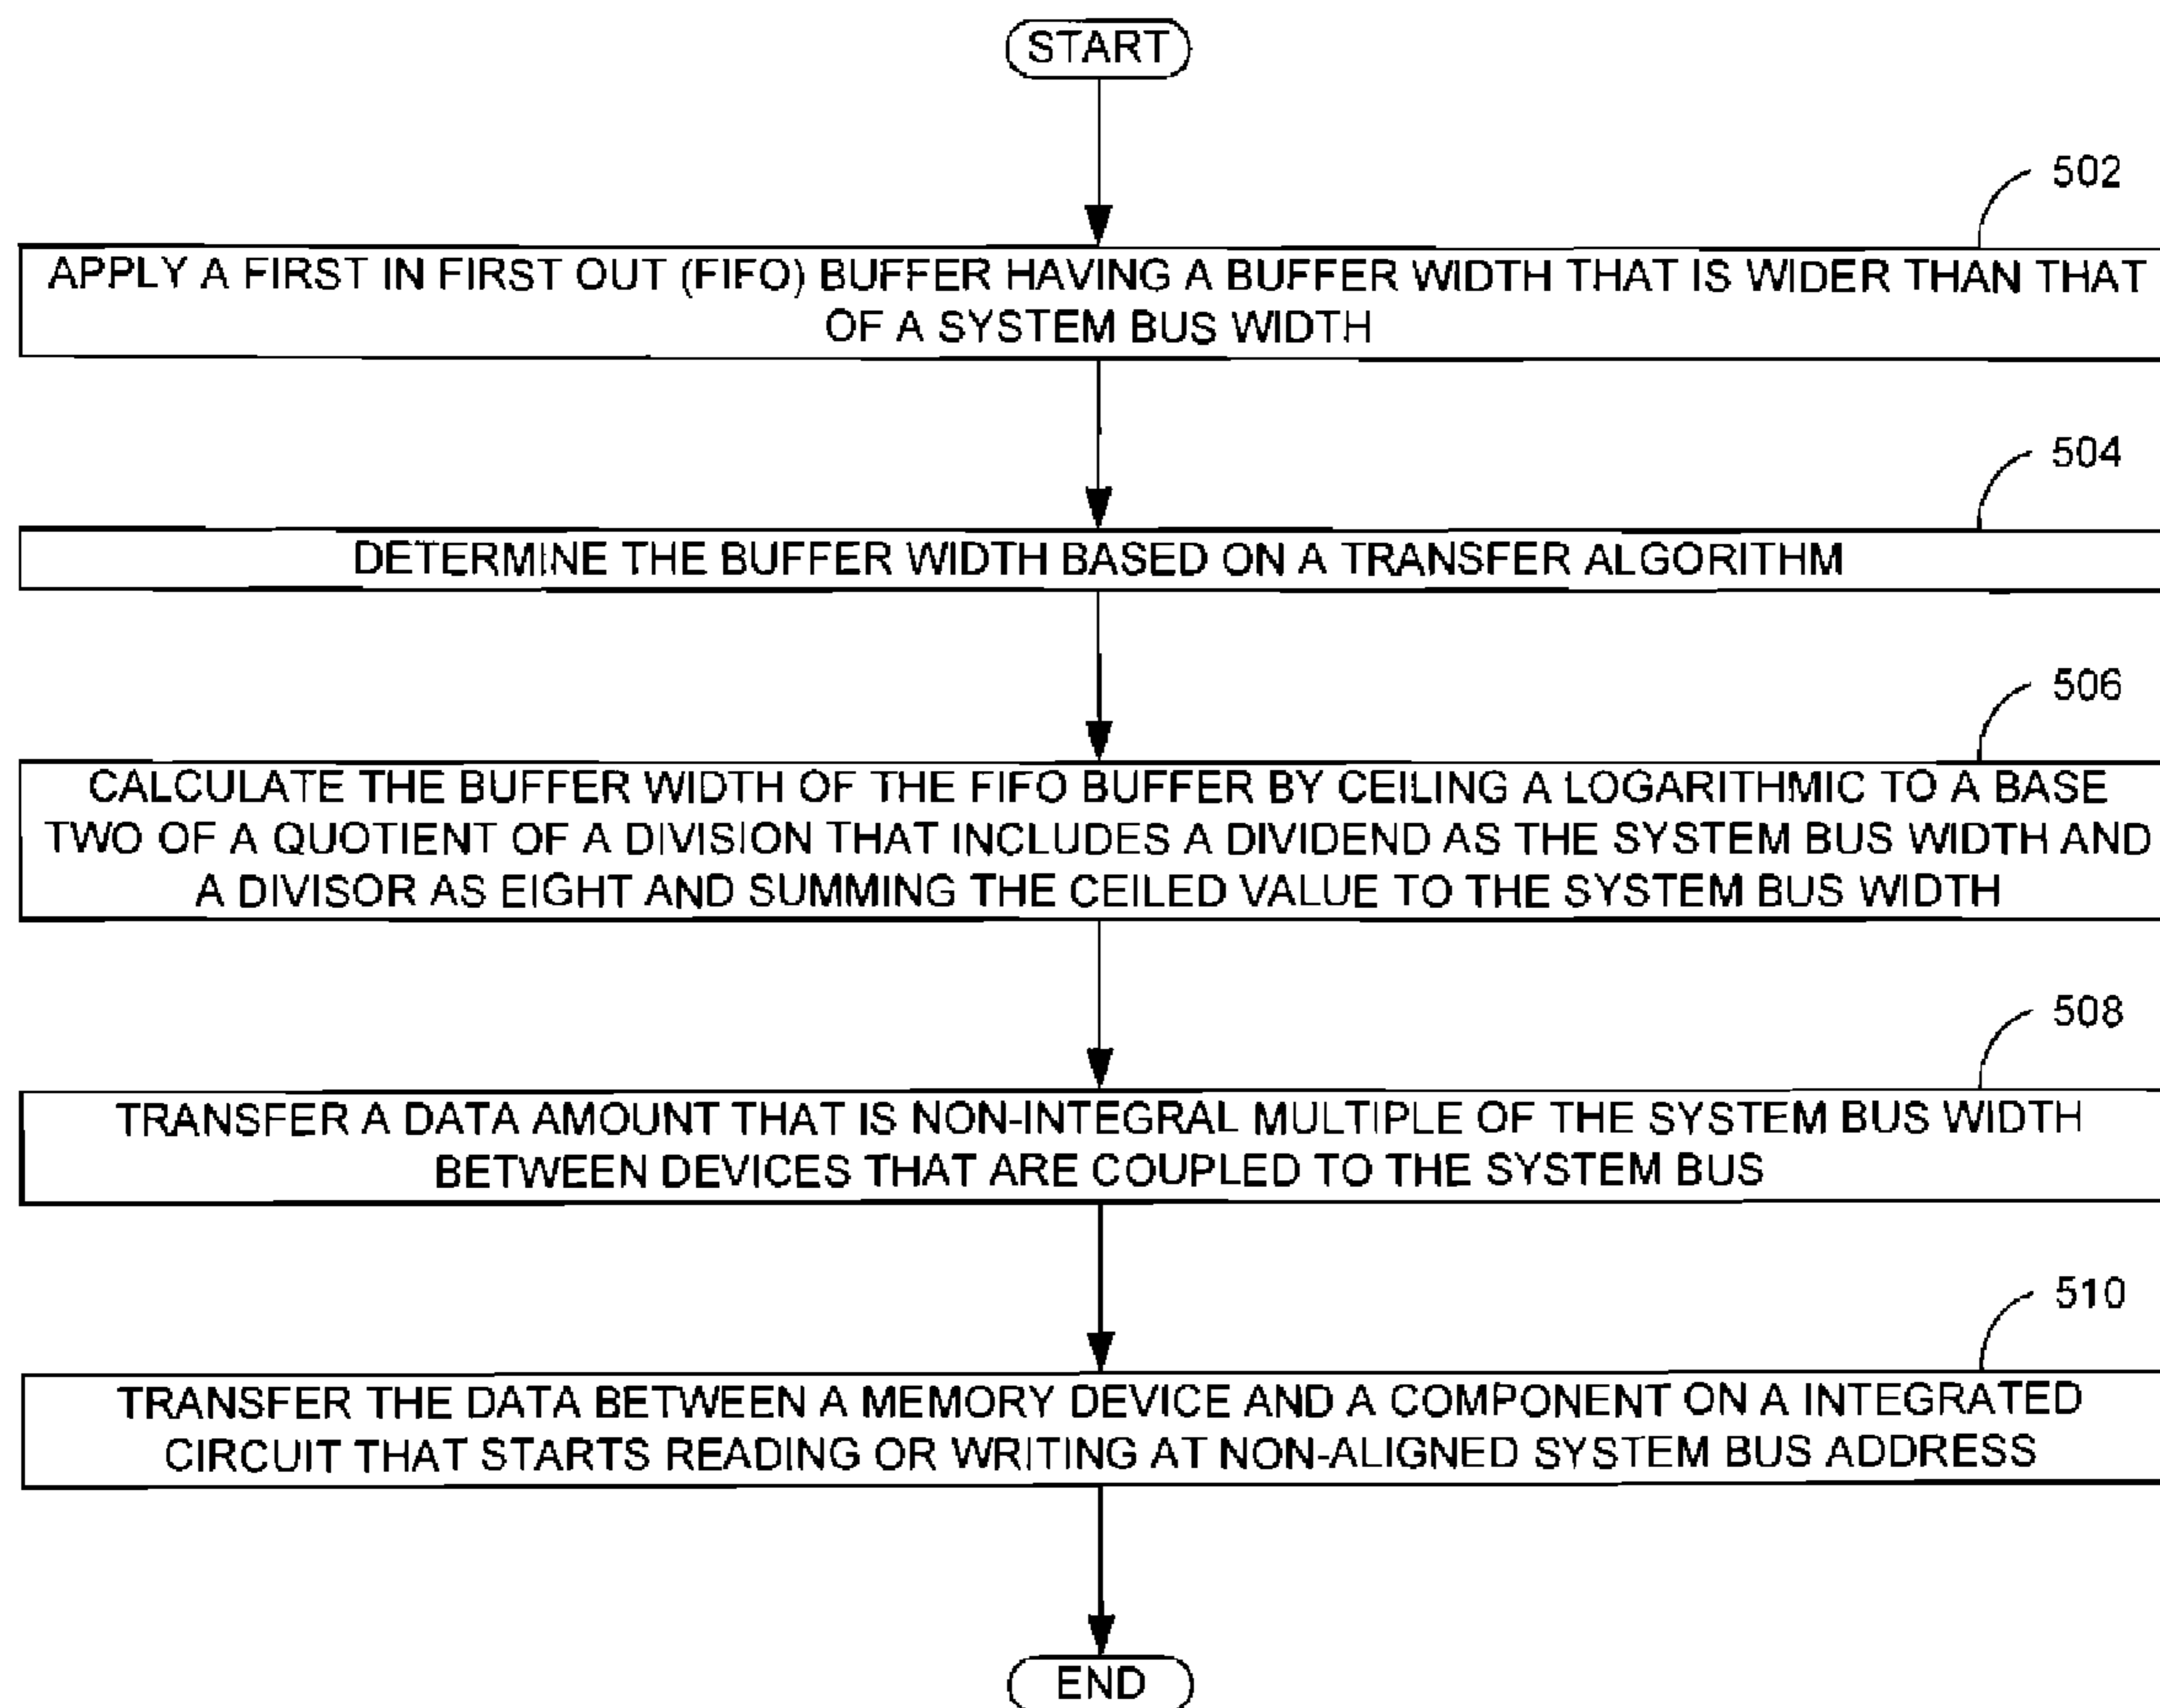 START
502
APPLY A FIRST IN FIRST OUT (FIFO) BUFFER HAVING A BUFFER WIDTH THAT IS WIDER THAN THAT
OF A SYSTEM BUS WIDTH
504
DETERMINE THE BUFFER WIDTH BASED ON A TRANSFER ALGORITHM
506
CALCULATE THE BUFFER WIDTH OF THE FIFO BUFFER BY CEILING A LOGARITHMIC TO A BASE
TWO OF A QUOTIENT OF A DIVISION THAT INCLUDES A DIVIDEND AS THE SYSTEM BUS WIDTH AND
A DIVISOR AS EIGHT AND SUMMING THE CEILED VALUE TO THE SYSTEM BUS WIDTH
508
TRANSFER A DATA AMOUNT THAT IS NON-INTEGRAL MULTIPLE OF THE SYSTEM BUS WIDTH
BETWEEN DEVICES THAT ARE COUPLED TO THE SYSTEM BUS
510
TRANSFER THE DATA BETWEEN A MEMORY DEVICE AND A COMPONENT ON A INTEGRATED
CIRCUIT THAT STARTS READING OR WRITING AT NON-ALIGNED SYSTEM BUS ADDRESS
END